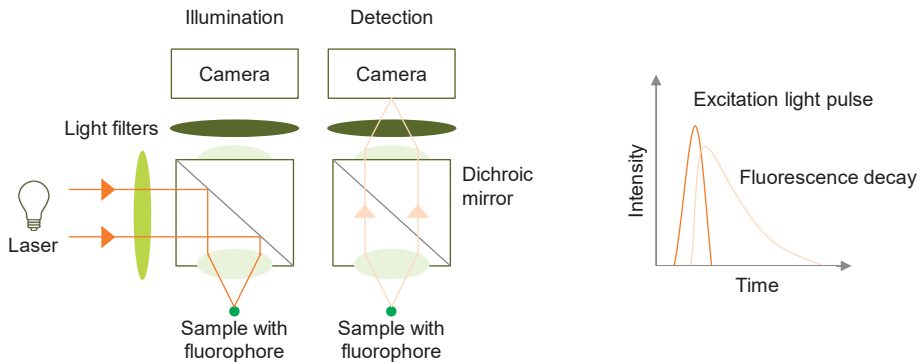 Illumination
Detection
Camera
Camera
Light filters
Laser
Dichroic
mirror
Sample with
fluorophore
Sample with
fluorophore
Intensity
Excitation light pulse
Fluorescence decay
Time